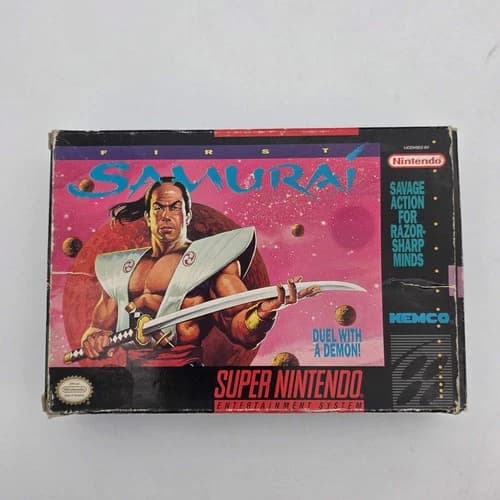 FIRST
SAMURAI
LICENSED BY
Nintendo
SAVAGE
ACTION
FOR
RAZOR-
SHARP
MINDS
KEMCO
DUEL WITH
A DEMON!
SUPER NINTENDO
ENTERTAINMENT SYSTEM